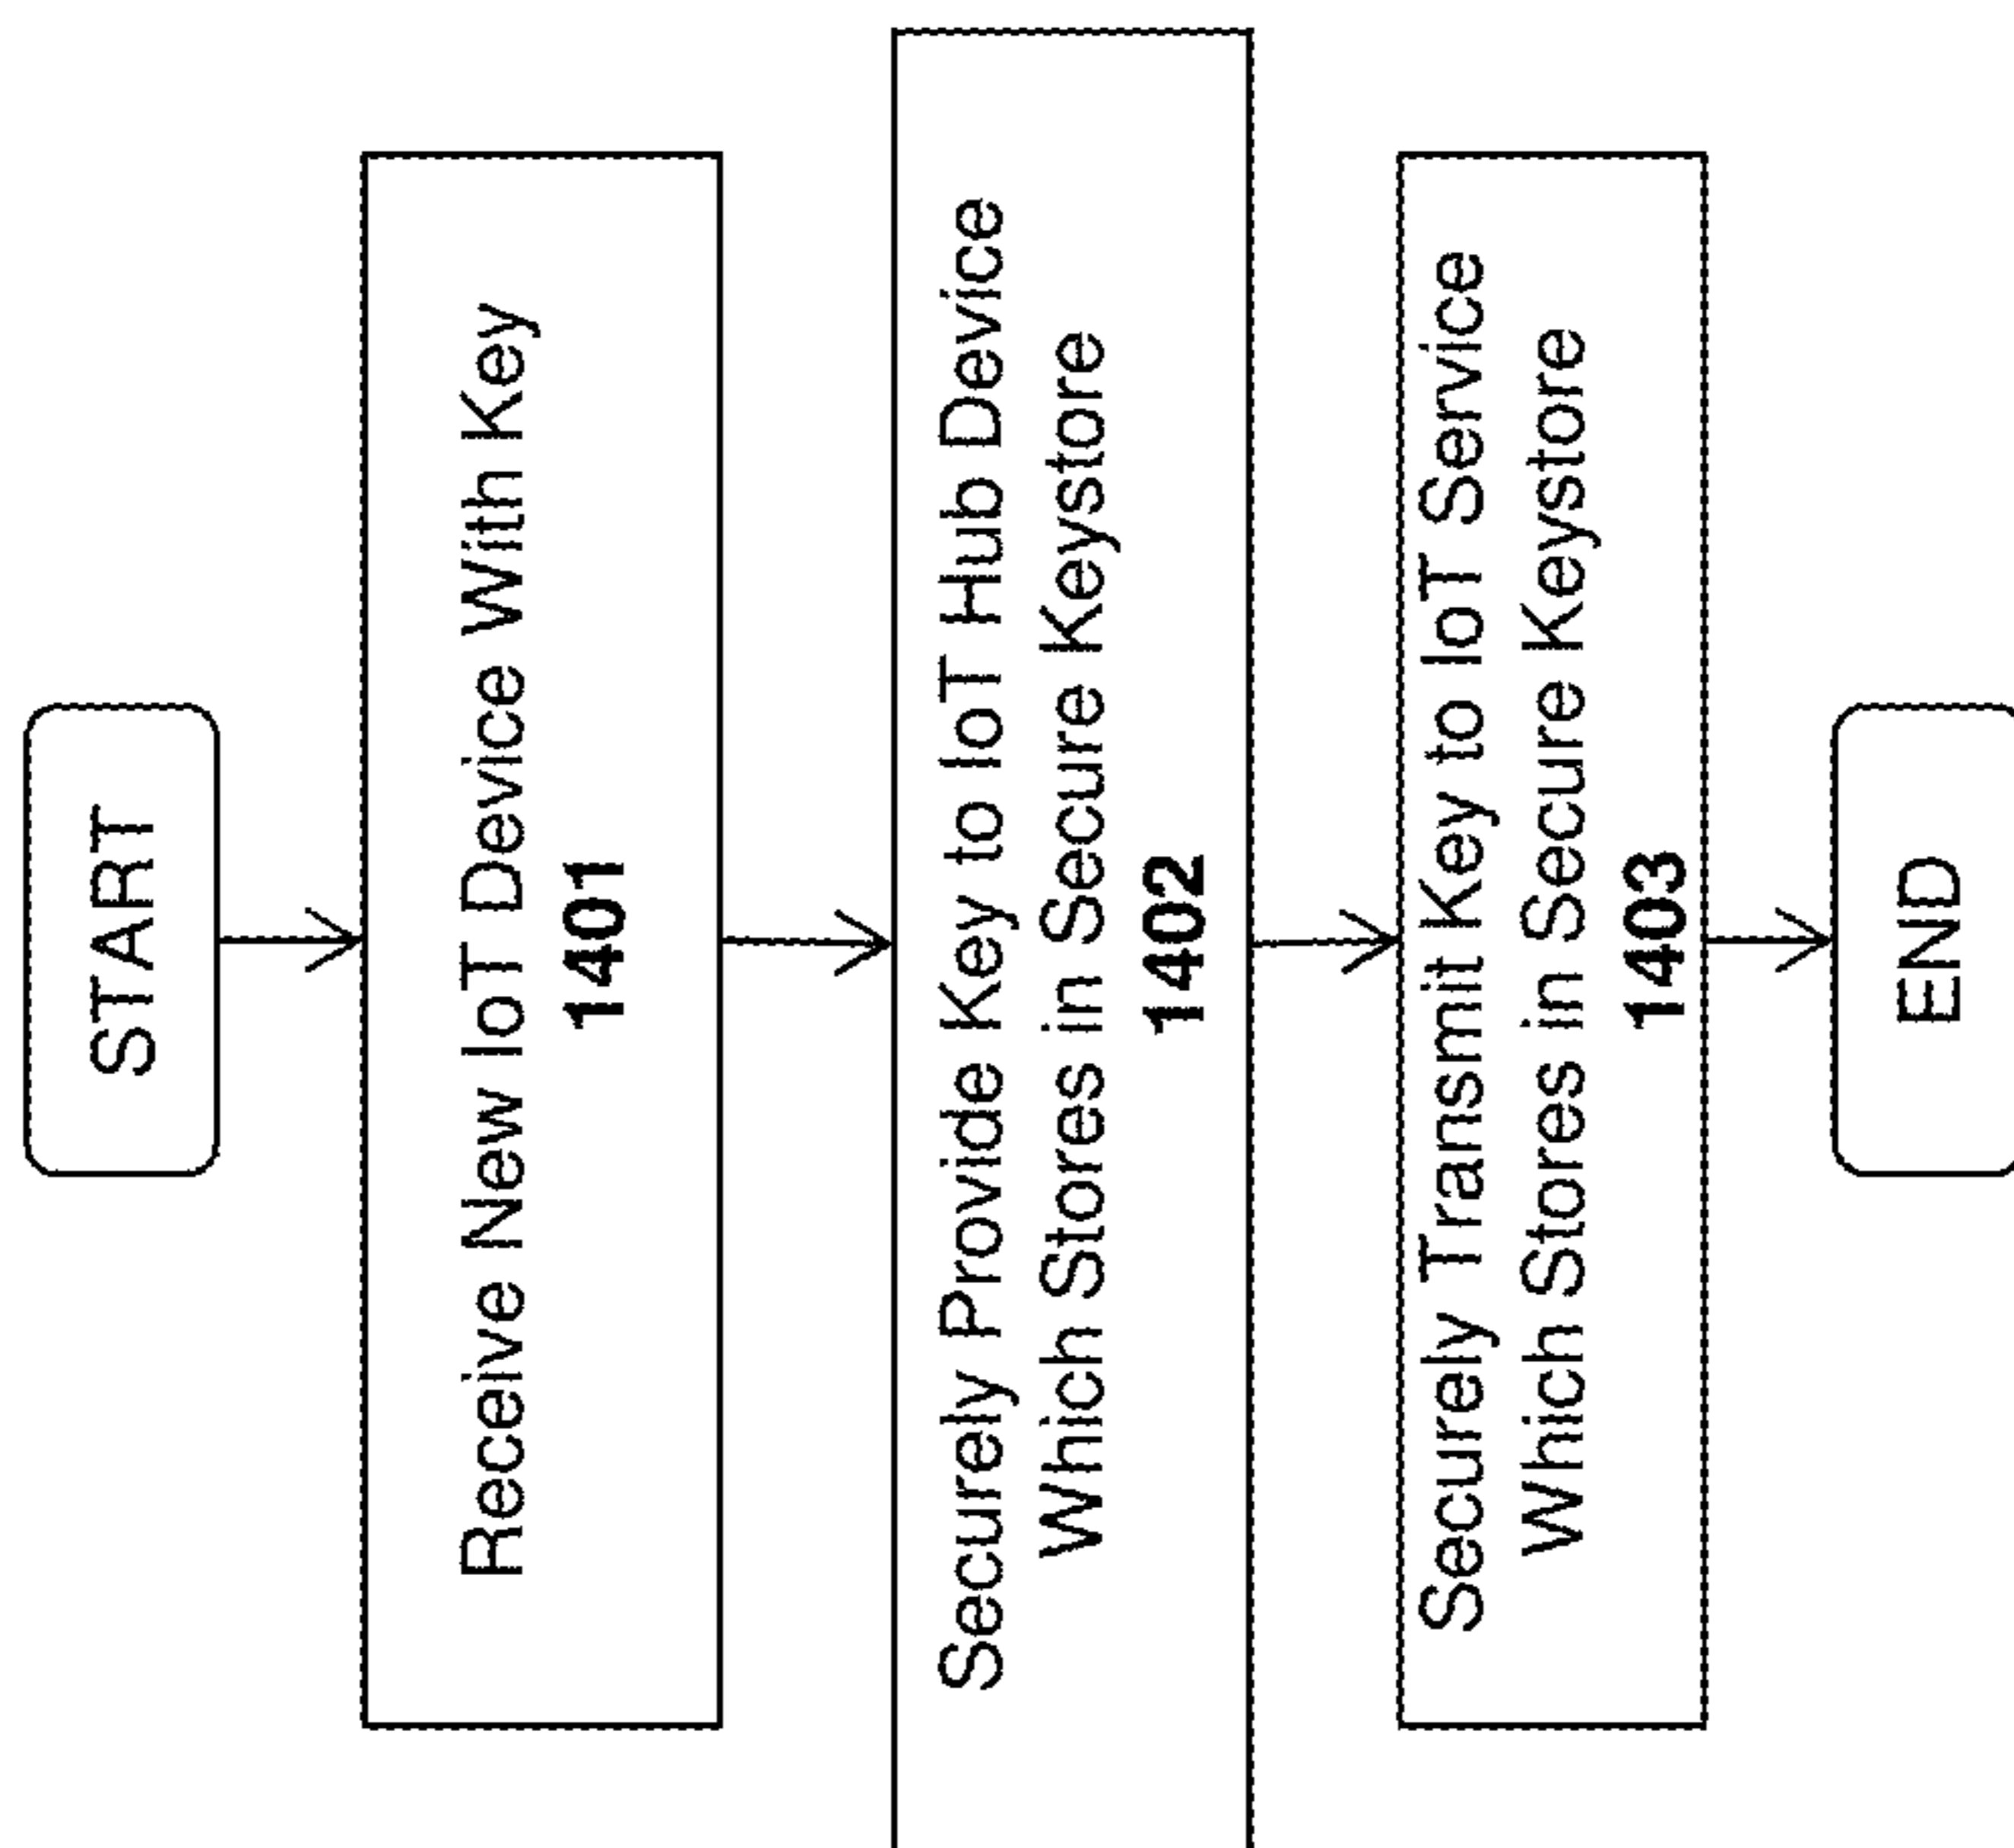 START
Receive New IoT Device With Key
1401
Securely Provide Key to IoT Hub Device
Which Stores in Secure Keystore
1402
Securely Transmit Key to IoT Service
Which Stores in Secure Keystore
1403
END